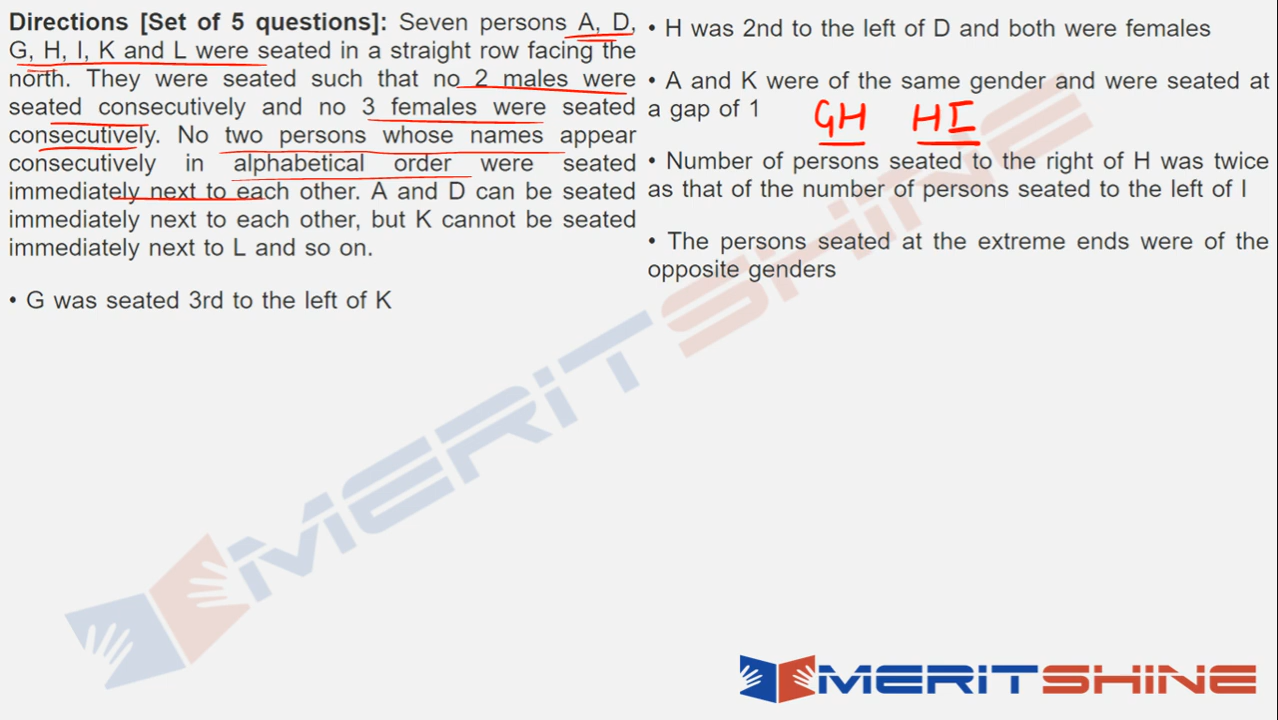 Directions [Set of 5 questions]: Seven persons A, D,
G, H, I, K and L were seated in a straight row facing the
north. They were seated such that no 2 males were
seated consecutively and no 3 females were seated
consecutively. No two persons whose names appear
consecutively in alphabetical order were seated
immediately next to each other. A and D can be seated
immediately next to each other, but K cannot be seated
immediately next to L and so on.
• G was seated 3rd to the left of K
• H was 2nd to the left of D and both were females
• A and K were of the same gender and were seated at
a gap of 1
GH HI
• Number of persons seated to the right of H was twice
as that of the number of persons seated to the left of I
• The persons seated at the extreme ends were of the
opposite genders
MERiTSHiNE
MERiTSHiNE